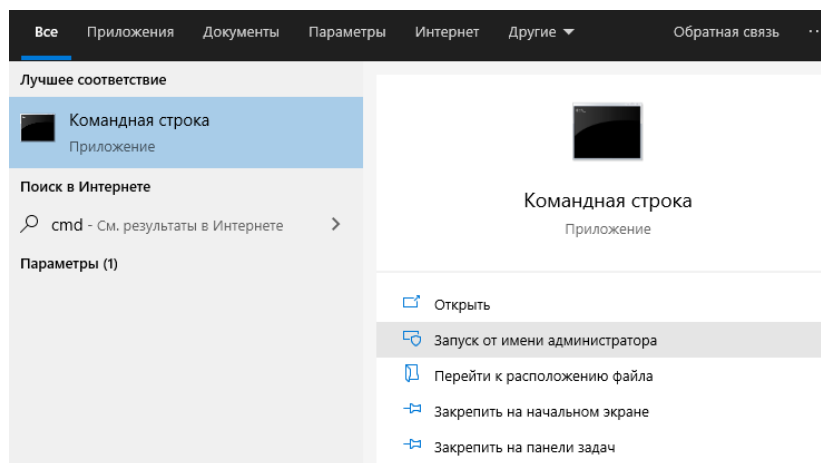 Все Приложения Документы Параметры Интернет Другие Обратная связь ...
Лучшее соответствие
Командная строка
Приложение
Поиск в Интернете
cmd - См. результаты в Интернете
Параметры (1)
Командная строка
Приложение
Открыть
Запуск от имени администратора
Перейти к расположению файла
Закрепить на начальном экране
Закрепить на панели задач